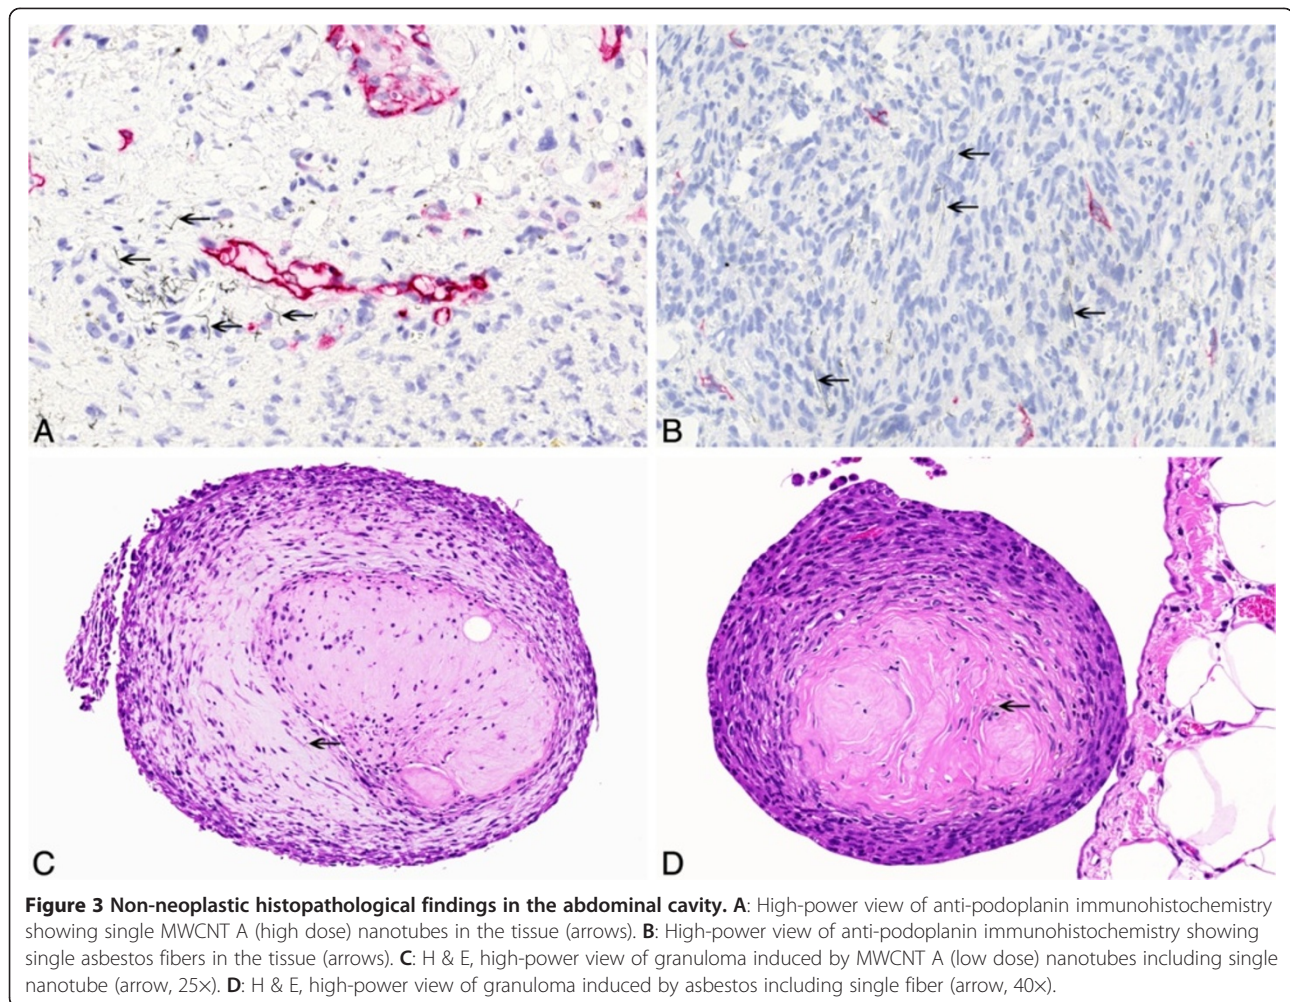 A
B
C
D
Figure 3 Non-neoplastic histopathological findings in the abdominal cavity. A: High-power view of anti-podoplanin immunohistochemistry
showing single MWCNT A (high dose) nanotubes in the tissue (arrows). B: High-power view of anti-podoplanin immunohistochemistry showing
single asbestos fibers in the tissue (arrows). C: H & E, high-power view of granuloma induced by MWCNT A (low dose) nanotubes including single
nanotube (arrow, 25×). D: H & E, high-power view of granuloma induced by asbestos including single fiber (arrow, 40×).